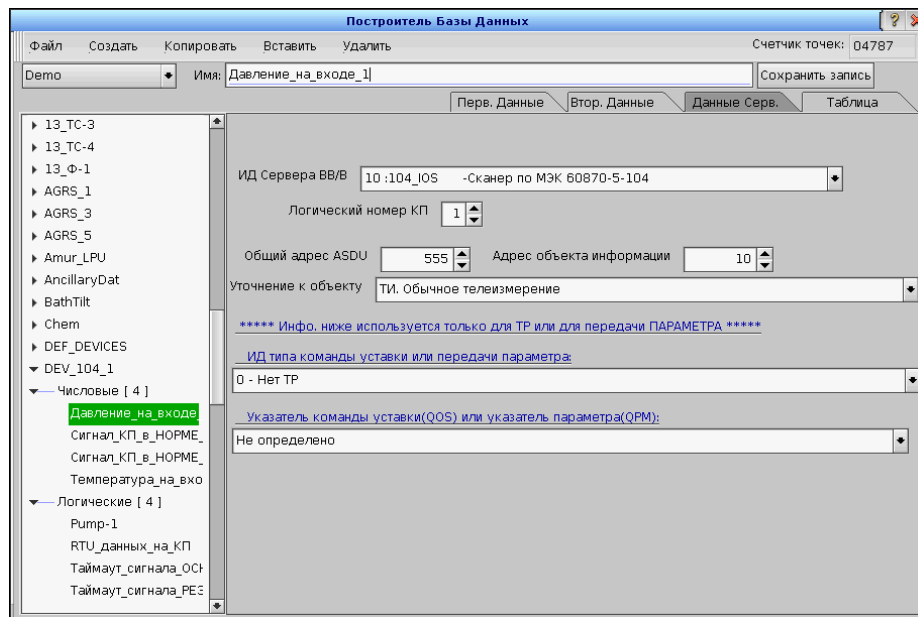 Построитель Базы Данных
Файл Создать Копировать Вставить Удалить Счетчик точек: 04787
Demo Имя: Давление_на_входе_1 Сохранить запись
Перв. Данные Втор. Данные Данные Серв. Таблица
13_ТС-3
13_ТС-4
13_Ф-1
AGRS_1
AGRS_3
AGRS_5
Amur_LPU
AncillaryDat
BathTilt
Chem
DEF_DEVICES
DEV_104_1
Числовые [ 4 ]
Давление_на_входе_
Сигнал_КП_в_НОРМЕ_
Сигнал_КП_в_НОРМЕ_
Температура_на_вхо
Логические [ 4 ]
Pump-1
RTU_данных_на_КП
Таймаут_сигнала_ОСН
Таймаут_сигнала_РЕЗ
ИД Сервера ВВ/В 10 :104_IOS -Сканер по МЭК 60870-5-104
Логический номер КП 1
Общий адрес ASDU 555 Адрес объекта информации 10
Уточнение к объекту ТИ. Обычное телеизмерение
***** Инфо. ниже используется только для ТР или для передачи ПАРАМЕТРА *****
ИД типа команды уставки или передачи параметра:
0 - Нет ТР
Указатель команды уставки(QOS) или указатель параметра(QPM):
Не определено